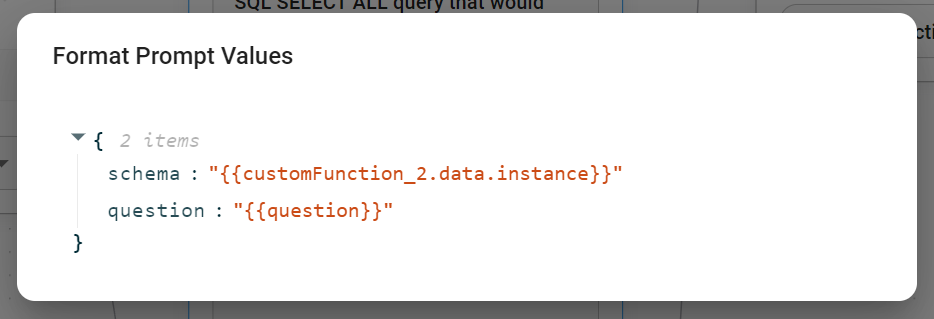 SQL SELECT ALL query that would
cti
Format Prompt Values
{ 2 items
schema : "{{customFunction_2.data.instance}}"
question : "{{question}}"
}